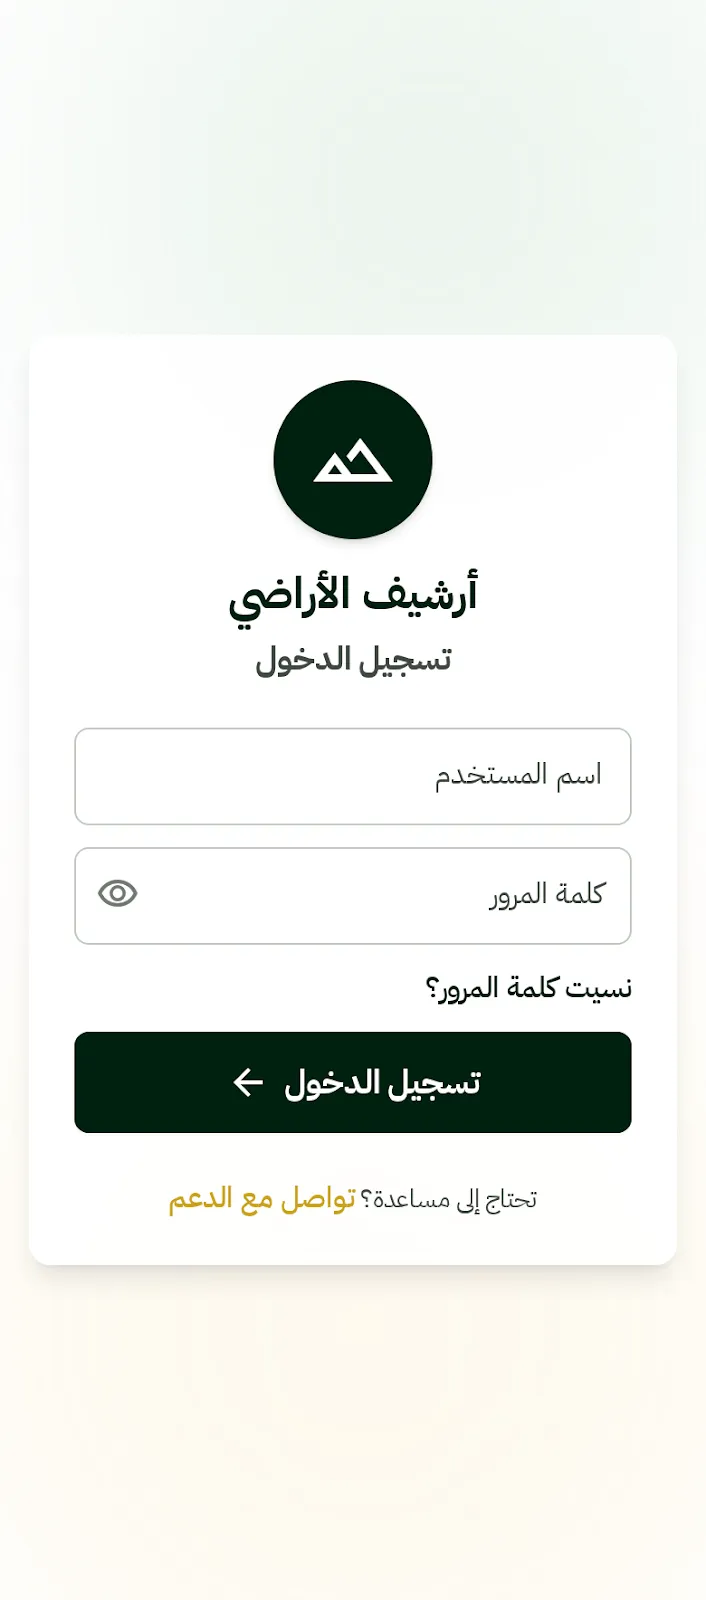 أرشيف الأراضي
تسجيل الدخول
اسم المستخدم
كلمة المرور
نسيت كلمة المرور؟
تسجيل الدخول
تحتاج إلى مساعدة؟ تواصل مع الدعم